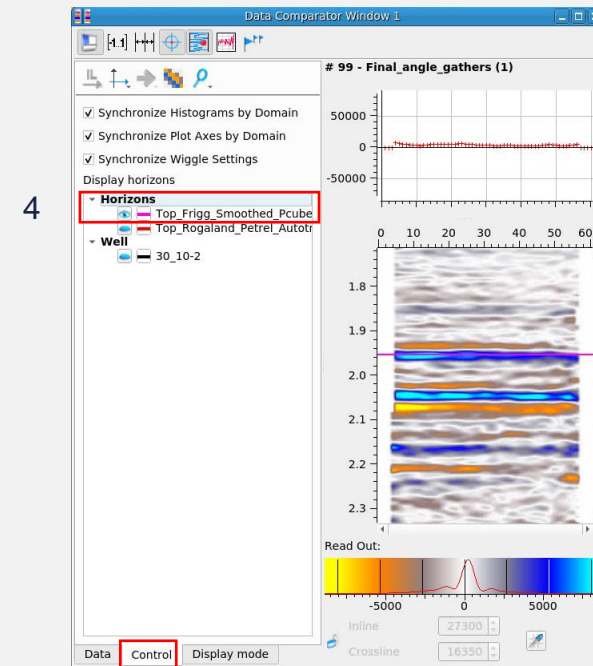 4
Data Comparator Window 1
[-1.1]
# 99 - Final_angle_gathers (1)
Synchronize Histograms by Domain
Synchronize Plot Axes by Domain
Synchronize Wiggle Settings
Display horizons
Horizons
Top_Frigg_Smoothed_Pcube
Top_Rogaland_Petrel_Autotr
Well
30_10-2
50000
0
-50000
0 10 20 30 40 50 60
1.8
1.9
2.0
2.1
2.2
2.3
Read Out:
-5000 0 5000
Inline 27300
Crossline 16350
Data Control Display mode